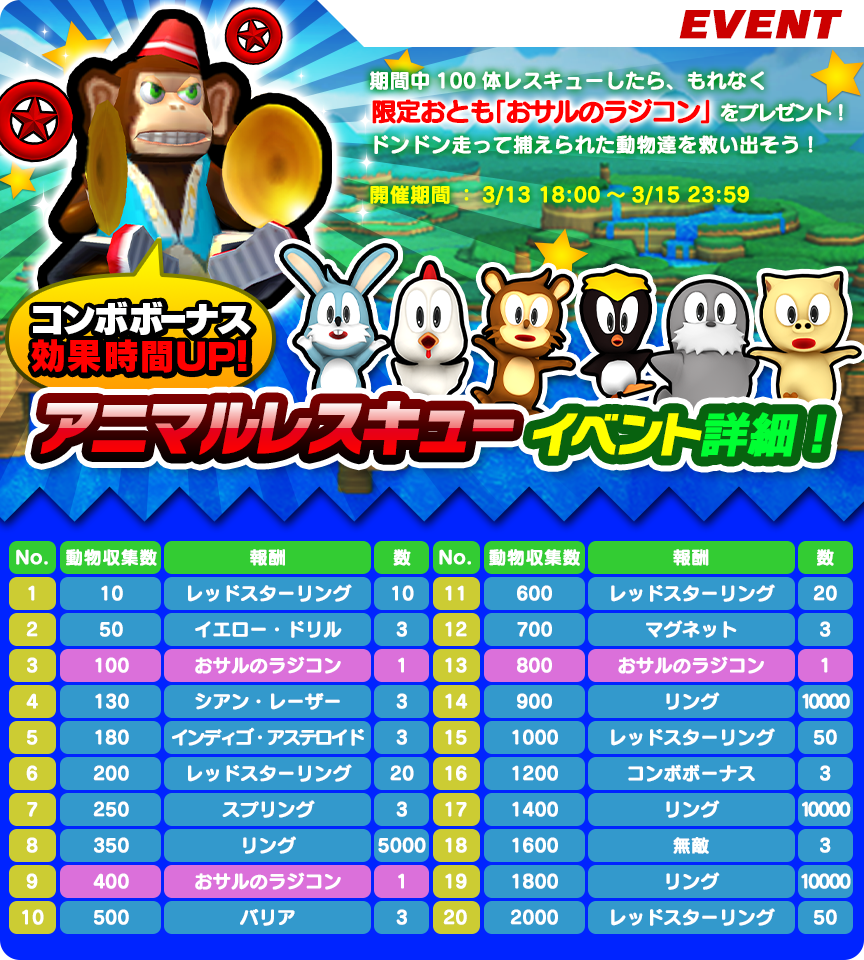 EVENT
期間中100体レスキューしたら、もれなく
限定おとも「おサルのラジコン」をプレゼント!
ドンドン走って捕えられた動物達を救い出そう!
開催期間 : 3/13 18:00 ~ 3/15 23:59
コンボボーナス
効果時間UP!
アニマルレスキュー イベント詳細!
No. 動物収集数 報酬 数 No. 動物収集数 報酬 数
1 10 レッドスターリング 10 11 600 レッドスターリング 20
2 50 イエロー・ドリル 3 12 700 マグネット 3
3 100 おサルのラジコン 1 13 800 おサルのラジコン 1
4 130 シアン・レーザー 3 14 900 リング 10000
5 180 インディゴ・アステロイド 3 15 1000 レッドスターリング 50
6 200 レッドスターリング 20 16 1200 コンボボーナス 3
7 250 スプリング 3 17 1400 リング 10000
8 350 リング 5000 18 1600 無敵 3
9 400 おサルのラジコン 1 19 1800 リング 10000
10 500 バリア 3 20 2000 レッドスターリング 50